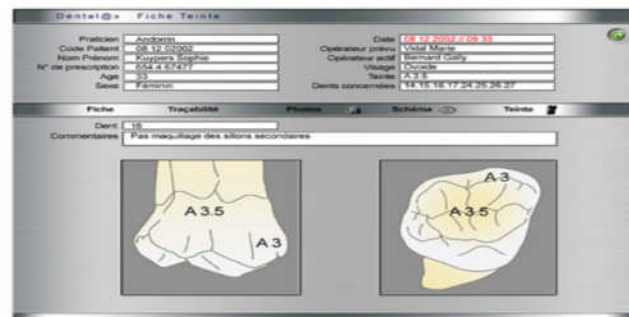 Dental@x Fiche Teinte
Praticien Andorrin
Code Patient 08.12.02002
Nom Prénom Kuypers Sophie
N° de prescription 654.4.67477
Age 33
Sexe Féminin
Date 08.12.2002 // 09.33
Opérateur prévu Vidal Marie
Opérateur actif Bernard Gally
Visage Ovoide
Teinte A 3.5
Dents concernées 14.15.16.17.24.25.26.27
Fiche Traçabilité Photos Schéma Teinte
Dent 16
Commentaires Pas maquillage des sillons secondaires
A 3.5
A 3
A 3
A 3.5